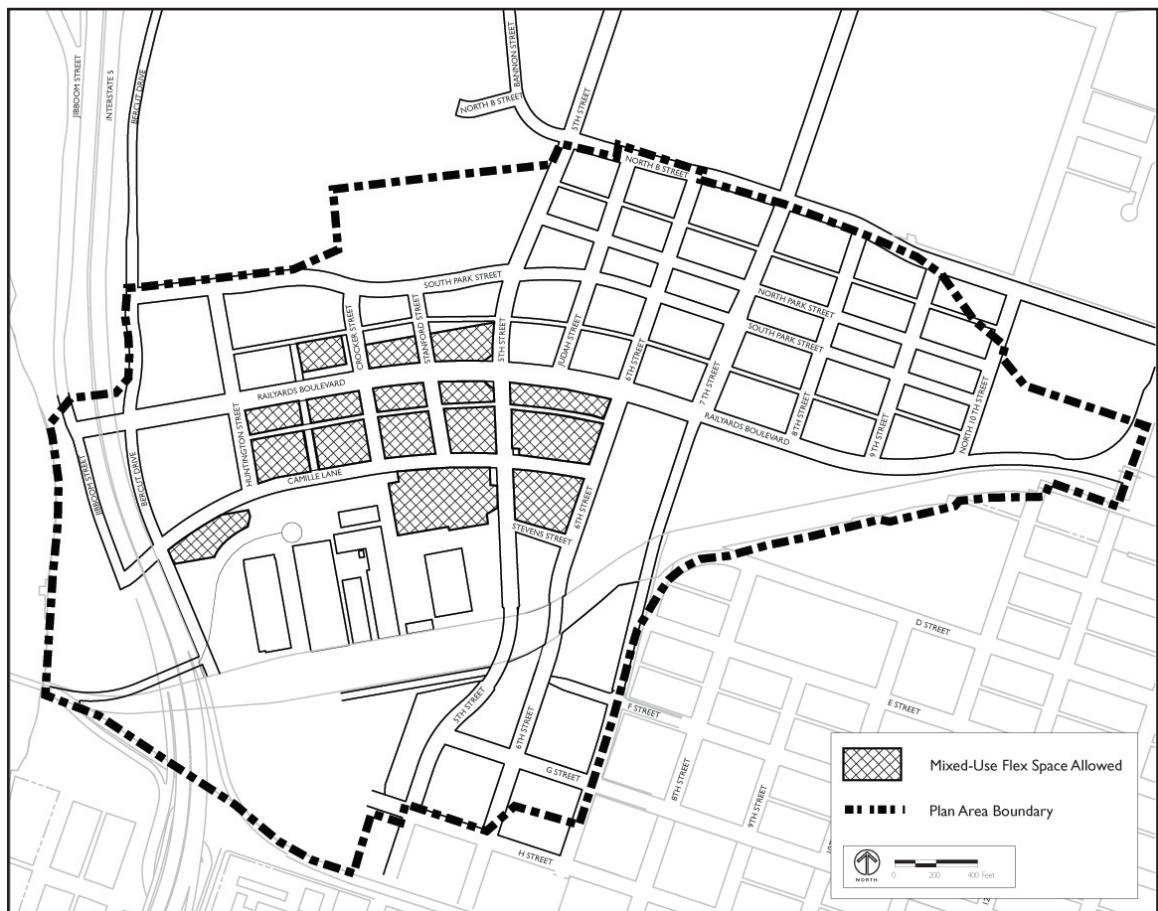 JIBBOOM STREET
INTERSTATE 5
BERCUT DRIVE
BANNON STREET
NORTH B STREET
5TH STREET
NORTH B STREET
SOUTH PARK STREET
CROCKER STREET
STANFORD STREET
5TH STREET
JUDAH STREET
6TH STREET
NORTH PARK STREET
SOUTH PARK STREET
7TH STREET
8TH STREET
9TH STREET
NORTH 10TH STREET
RAILYARDS BOULEVARD
RAILYARDS BOULEVARD
HUNTINGTON STREET
CAMILLE LANE
JIBBOOM STREET
BERCUT DRIVE
6TH STREET
STEVENS STREET
D STREET
E STREET
F STREET
5TH STREET
6TH STREET
G STREET
8TH STREET
9TH STREET
H STREET
Mixed-Use Flex Space Allowed
Plan Area Boundary
NORTH
0 200 400 Feet